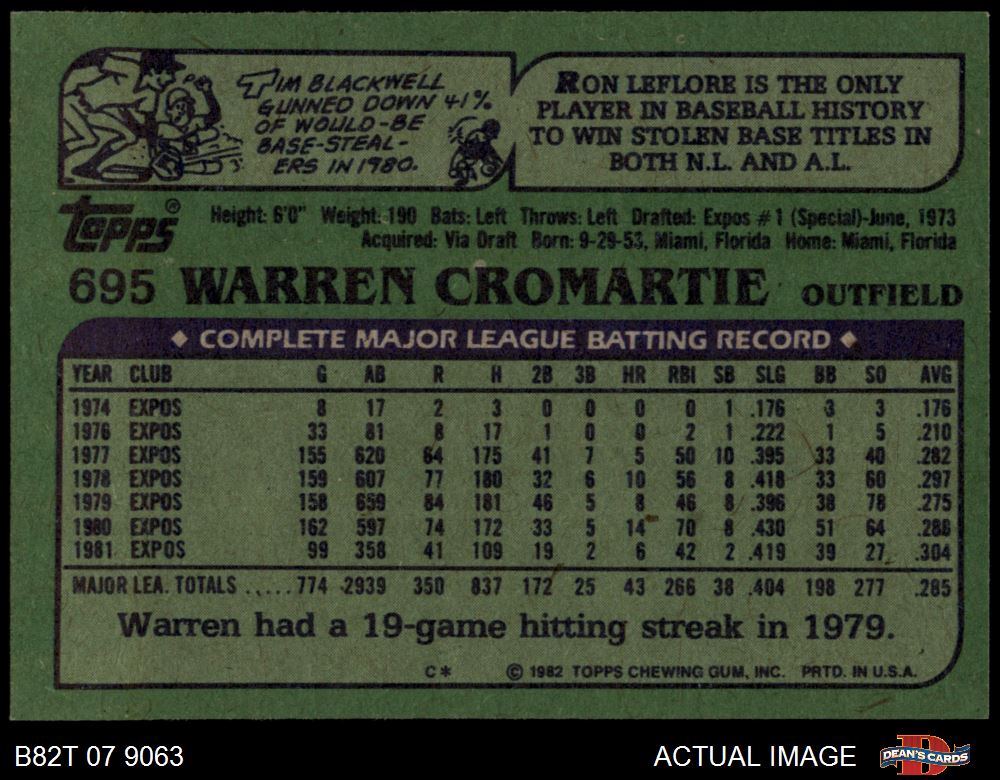 TIM BLACKWELL
GUNNED DOWN 41%
OF WOULD-BE
BASE-STEAL-
ERS IN 1980.
RON LEFLORE IS THE ONLY
PLAYER IN BASEBALL HISTORY
TO WIN STOLEN BASE TITLES IN
BOTH N.L. AND A.L.
topps®
Height: 6'0" Weight: 190 Bats: Left Throws: Left Drafted: Expos #1 (Special)-June, 1973
Acquired: Via Draft Born: 9-29-53, Miami, Florida Home: Miami, Florida
695 WARREN CROMARTIE OUTFIELD
◆ COMPLETE MAJOR LEAGUE BATTING RECORD ◆
YEAR CLUB G AB R H 2B 3B HR RBI SB SLG BB SO AVG
1974 EXPOS 8 17 2 3 0 0 0 0 1 .176 3 3 .176
1976 EXPOS 33 81 8 17 1 0 0 2 1 .222 1 5 .210
1977 EXPOS 155 620 64 175 41 7 5 50 10 .395 33 40 .282
1978 EXPOS 159 607 77 180 32 6 10 56 8 .418 33 60 .297
1979 EXPOS 158 659 84 181 46 5 8 46 8 .396 38 78 .275
1980 EXPOS 162 597 74 172 33 5 14 70 8 .430 51 64 .288
1981 EXPOS 99 358 41 109 19 2 6 42 2 .419 39 27 .304
MAJOR LEA. TOTALS ..... 774 2939 350 837 172 25 43 266 38 .404 198 277 .285
Warren had a 19-game hitting streak in 1979.
C* © 1982 TOPPS CHEWING GUM, INC. PRTD. IN U.S.A.
B82T 07 9063 ACTUAL IMAGE DEAN'S CARDS